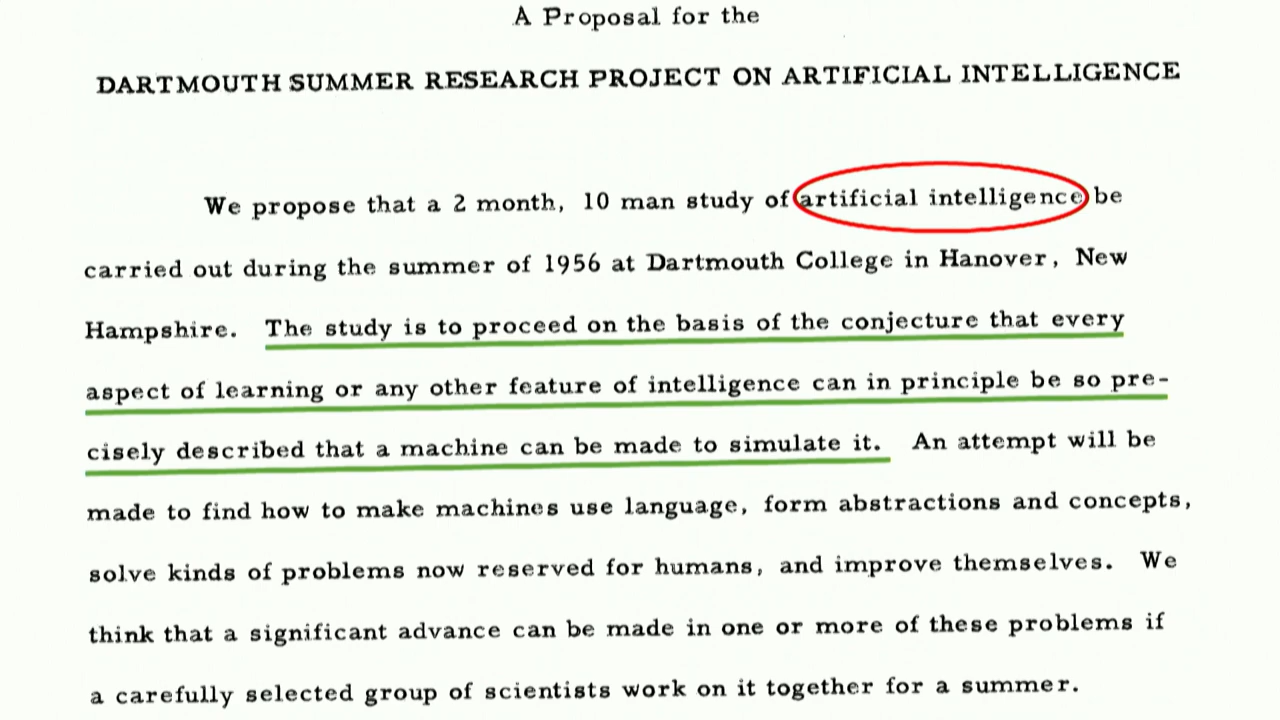 A Proposal for the
DARTMOUTH SUMMER RESEARCH PROJECT ON ARTIFICIAL INTELLIGENCE
We propose that a 2 month, 10 man study of artificial intelligence be
carried out during the summer of 1956 at Dartmouth College in Hanover, New
Hampshire. The study is to proceed on the basis of the conjecture that every
aspect of learning or any other feature of intelligence can in principle be so pre-
cisely described that a machine can be made to simulate it. An attempt will be
made to find how to make machines use language, form abstractions and concepts,
solve kinds of problems now reserved for humans, and improve themselves. We
think that a significant advance can be made in one or more of these problems if
a carefully selected group of scientists work on it together for a summer.